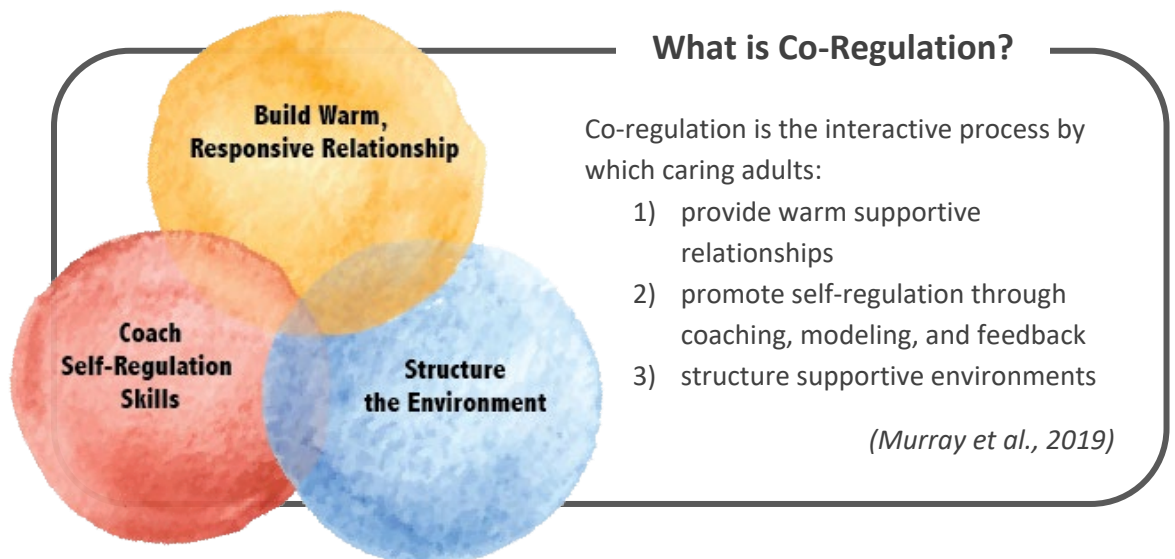 What is Co-Regulation?
Build Warm,
Responsive Relationship
Coach
Self-Regulation
Skills
Structure
the Environment
Co-regulation is the interactive process by
which caring adults:
1) provide warm supportive
relationships
2) promote self-regulation through
coaching, modeling, and feedback
3) structure supportive environments
(Murray et al., 2019)